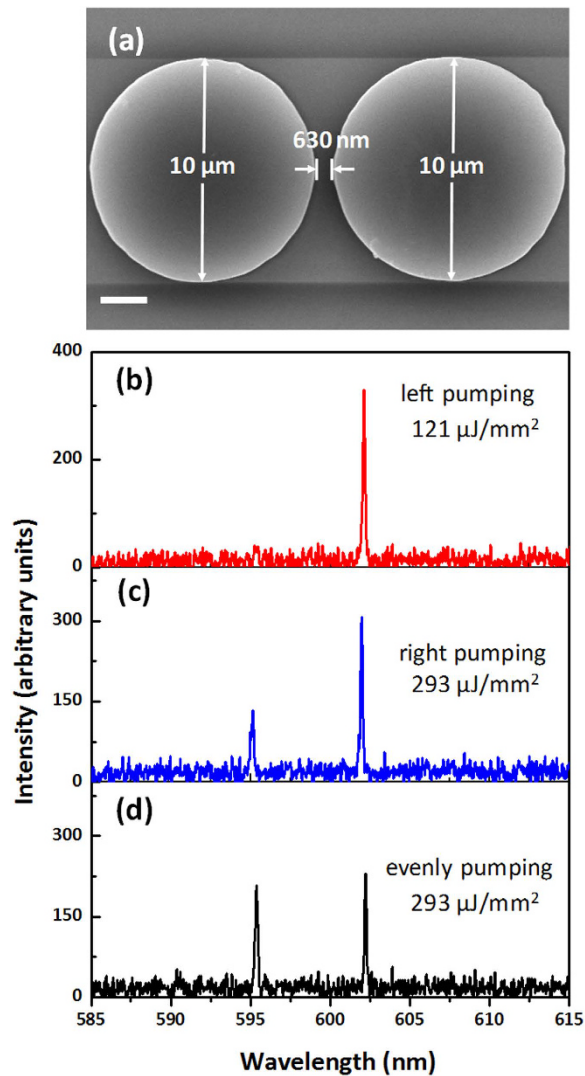 (a)
630 nm
10 µm
10 µm
400
(b)
left pumping
121 µJ/mm²
200
0
(c)
300
right pumping
293 µJ/mm²
150
0
(d)
300
evenly pumping
293 µJ/mm²
150
0
585 590 595 600 605 610 615
Wavelength (nm)
Intensity (arbitrary units)